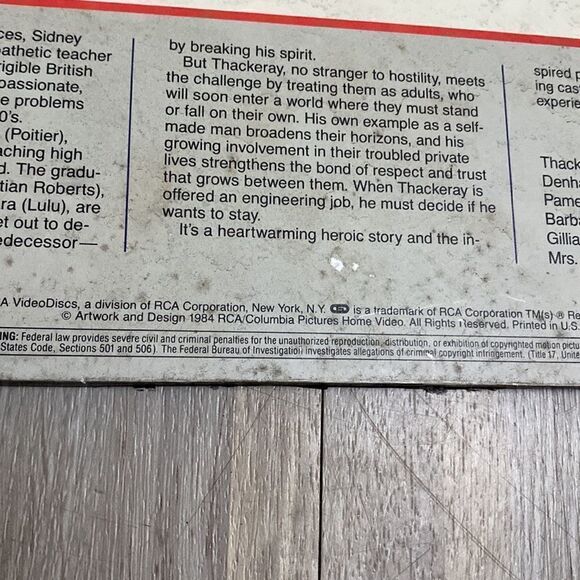 ces, Sidney
athetic teacher
rigible British
passionate,
e problems
0's.
(Poitier),
aching high
d. The gradu-
tian Roberts),
ra (Lulu), are
et out to de-
edecessor—
by breaking his spirit.
But Thackeray, no stranger to hostility, meets
the challenge by treating them as adults, who
will soon enter a world where they must stand
or fall on their own. His own example as a self-
made man broadens their horizons, and his
growing involvement in their troubled private
lives strengthens the bond of respect and trust
that grows between them. When Thackeray is
offered an engineering job, he must decide if he
wants to stay.
It's a heartwarming heroic story and the in-
spired p
ing cas
experie
Thack
Denh
Pame
Barba
Gillia
Mrs.
A VideoDiscs, a division of RCA Corporation, New York, N.Y. CED is a trademark of RCA Corporation TM(s) ® Re
© Artwork and Design 1984 RCA/Columbia Pictures Home Video. All Rights Reserved. Printed in U.S.
ING: Federal law provides severe civil and criminal penalties for the unauthorized reproduction, distribution, or exhibition of copyrighted motion pictu
States Code, Sections 501 and 506). The Federal Bureau of Investigation investigates allegations of criminal copyright infringement. (Title 17, Unite